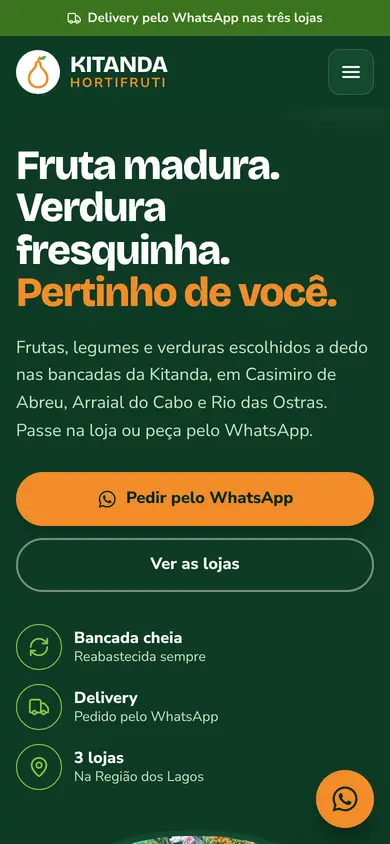 Delivery pelo WhatsApp nas três lojas
KITANDA
HORTIFRUTI
Fruta madura.
Verdura
fresquinha.
Pertinho de você.
Frutas, legumes e verduras escolhidos a dedo
nas bancadas da Kitanda, em Casimiro de
Abreu, Arraial do Cabo e Rio das Ostras.
Passe na loja ou peça pelo WhatsApp.
Pedir pelo WhatsApp
Ver as lojas
Bancada cheia
Reabastecida sempre
Delivery
Pedido pelo WhatsApp
3 lojas
Na Região dos Lagos